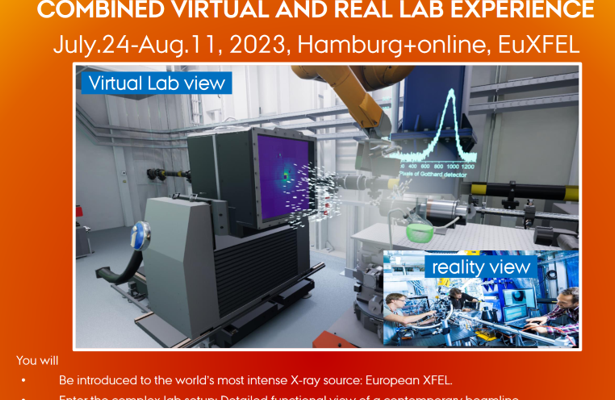 COMBINED VIRTUAL AND REAL LAB EXPERIENCE
July.24-Aug.11, 2023, Hamburg+online, EuXFEL
Virtual Lab view
400 600 800 1000 1200
of Gotthard detector
reality view
You will
• Be introduced to the world's most intense X-ray source: European XFEL.
• Enter the complex lab setup: Detailed functional view of a contemporary beamline